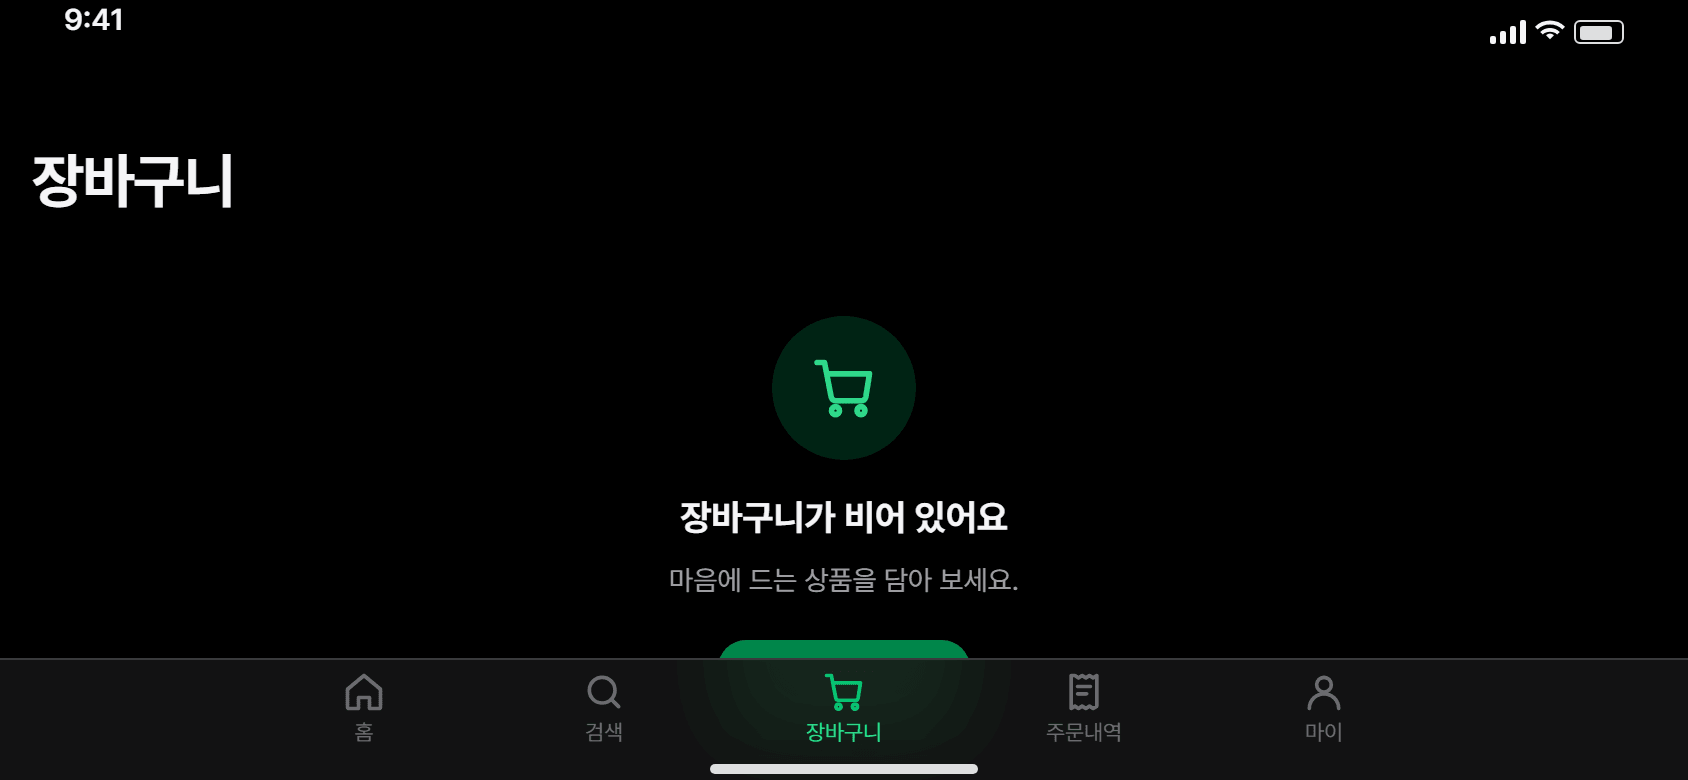 9:41
장바구니
장바구니가 비어 있어요
마음에 드는 상품을 담아 보세요.
홈
검색
장바구니
주문내역
마이